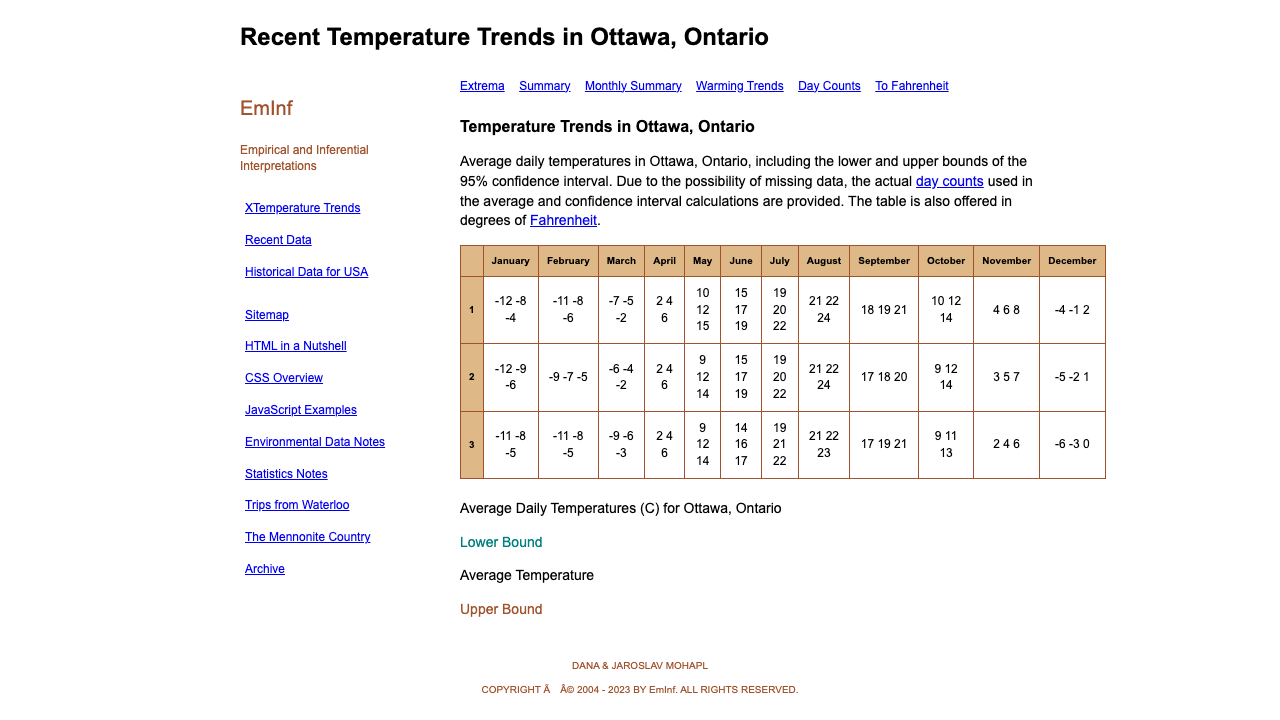 Recent Temperature Trends in Ottawa, Ontario
EmInf
Empirical and Inferential
Interpretations
XTemperature Trends
Recent Data
Historical Data for USA
Sitemap
HTML in a Nutshell
CSS Overview
JavaScript Examples
Environmental Data Notes
Statistics Notes
Trips from Waterloo
The Mennonite Country
Archive
Extrema Summary Monthly Summary Warming Trends Day Counts To Fahrenheit
Temperature Trends in Ottawa, Ontario
Average daily temperatures in Ottawa, Ontario, including the lower and upper bounds of the
95% confidence interval. Due to the possibility of missing data, the actual day counts used in
the average and confidence interval calculations are provided. The table is also offered in
degrees of Fahrenheit.
January February March April May June July August September October November December
1 -12 -8 -4 -11 -8 -6 -7 -5 -2 2 4 6 10 12 15 15 17 19 19 20 22 21 22 24 18 19 21 10 12 14 4 6 8 -4 -1 2
2 -12 -9 -6 -9 -7 -5 -6 -4 -2 2 4 6 9 12 14 15 17 19 19 20 22 21 22 24 17 18 20 9 12 14 3 5 7 -5 -2 1
3 -11 -8 -5 -11 -8 -5 -9 -6 -3 2 4 6 9 12 14 14 16 17 19 21 22 21 22 23 17 19 21 9 11 13 2 4 6 -6 -3 0
Average Daily Temperatures (C) for Ottawa, Ontario
Lower Bound
Average Temperature
Upper Bound
DANA & JAROSLAV MOHAPL
COPYRIGHT Ã Â© 2004 - 2023 BY EmInf. ALL RIGHTS RESERVED.